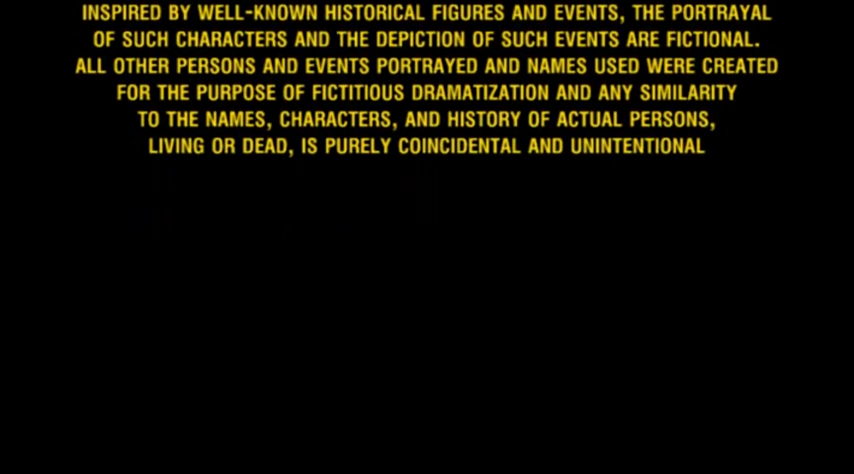 INSPIRED BY WELL-KNOWN HISTORICAL FIGURES AND EVENTS, THE PORTRAYAL
OF SUCH CHARACTERS AND THE DEPICTION OF SUCH EVENTS ARE FICTIONAL.
ALL OTHER PERSONS AND EVENTS PORTRAYED AND NAMES USED WERE CREATED
FOR THE PURPOSE OF FICTITIOUS DRAMATIZATION AND ANY SIMILARITY
TO THE NAMES, CHARACTERS, AND HISTORY OF ACTUAL PERSONS,
LIVING OR DEAD, IS PURELY COINCIDENTAL AND UNINTENTIONAL